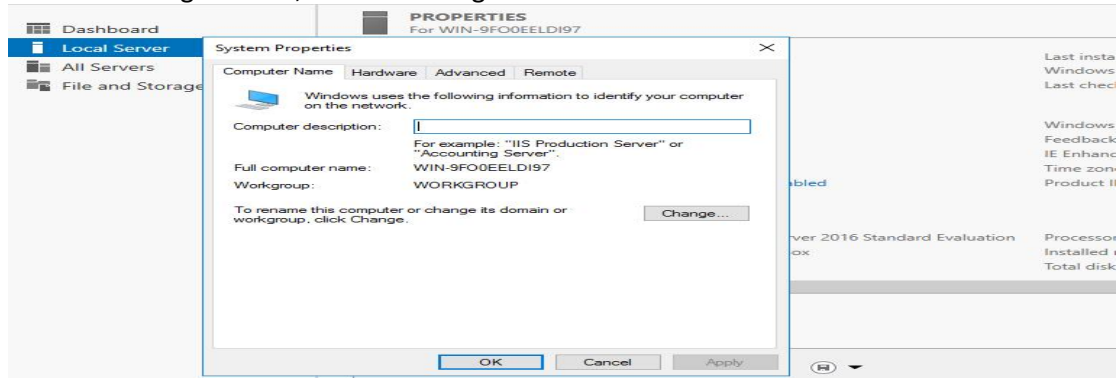 PROPERTIES
For WIN-9FO0EELDI97
Dashboard
Local Server
All Servers
File and Storage
System Properties
Computer Name Hardware Advanced Remote
Windows uses the following information to identify your computer
on the network.
Computer description:
For example: "IIS Production Server" or
"Accounting Server".
Full computer name: WIN-9FO0EELDI97
Workgroup: WORKGROUP
To rename this computer or change its domain or
workgroup, click Change.
Change...
OK Cancel Apply
Last insta
Windows
Last chec
Windows
Feedback
IE Enhanc
Time zon
bled Product I
ver 2016 Standard Evaluation Processor
ox Installed
Total disk